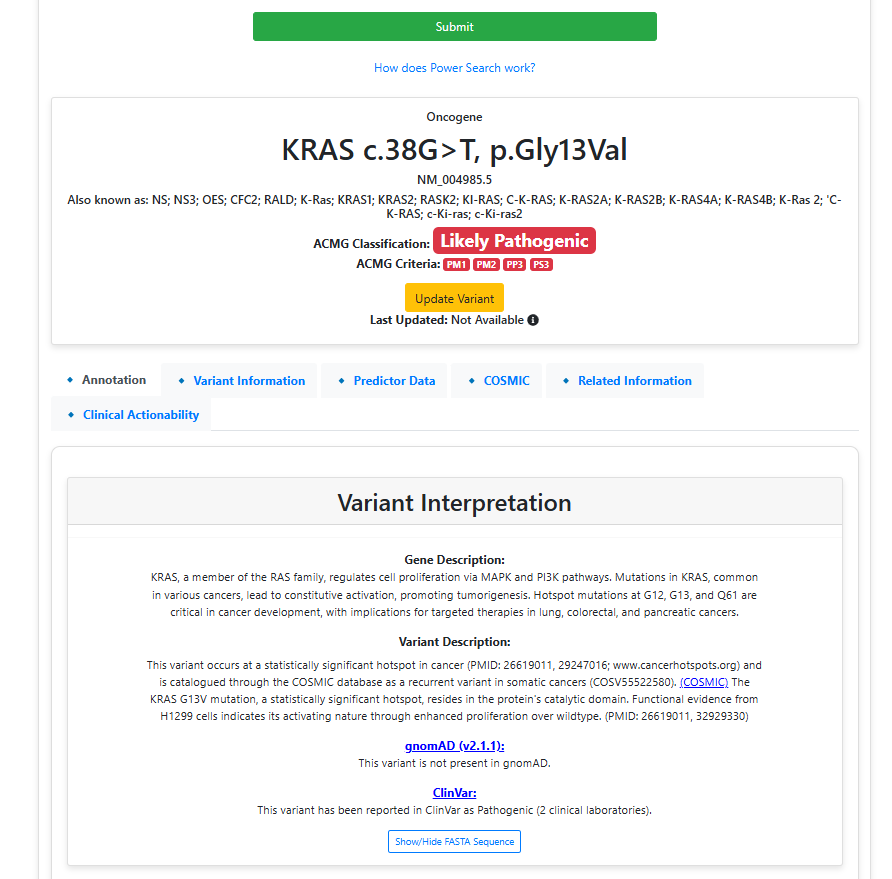 Submit
How does Power Search work?
Oncogene
KRAS c.38G>T, p.Gly13Val
NM_004985.5
Also known as: NS; NS3; OES; CFC2; RALD; K-Ras; KRAS1; KRAS2; RASK2; KI-RAS; C-K-RAS; K-RAS2A; K-RAS2B; K-RAS4A; K-RAS4B; K-Ras 2; 'C-
K-RAS; c-Ki-ras; c-Ki-ras2
ACMG Classification: Likely Pathogenic
ACMG Criteria: PM1 PM2 PP3 PS3
Update Variant
Last Updated: Not Available
Annotation
Variant Information
Predictor Data
COSMIC
Related Information
Clinical Actionability
Variant Interpretation
Gene Description:
KRAS, a member of the RAS family, regulates cell proliferation via MAPK and PI3K pathways. Mutations in KRAS, common
in various cancers, lead to constitutive activation, promoting tumorigenesis. Hotspot mutations at G12, G13, and Q61 are
critical in cancer development, with implications for targeted therapies in lung, colorectal, and pancreatic cancers.
Variant Description:
This variant occurs at a statistically significant hotspot in cancer (PMID: 26619011, 29247016; www.cancerhotspots.org) and
is catalogued through the COSMIC database as a recurrent variant in somatic cancers (COSV55522580). (COSMIC) The
KRAS G13V mutation, a statistically significant hotspot, resides in the protein's catalytic domain. Functional evidence from
H1299 cells indicates its activating nature through enhanced proliferation over wildtype. (PMID: 26619011, 32929330)
gnomAD (v2.1.1):
This variant is not present in gnomAD.
ClinVar:
This variant has been reported in ClinVar as Pathogenic (2 clinical laboratories).
Show/Hide FASTA Sequence